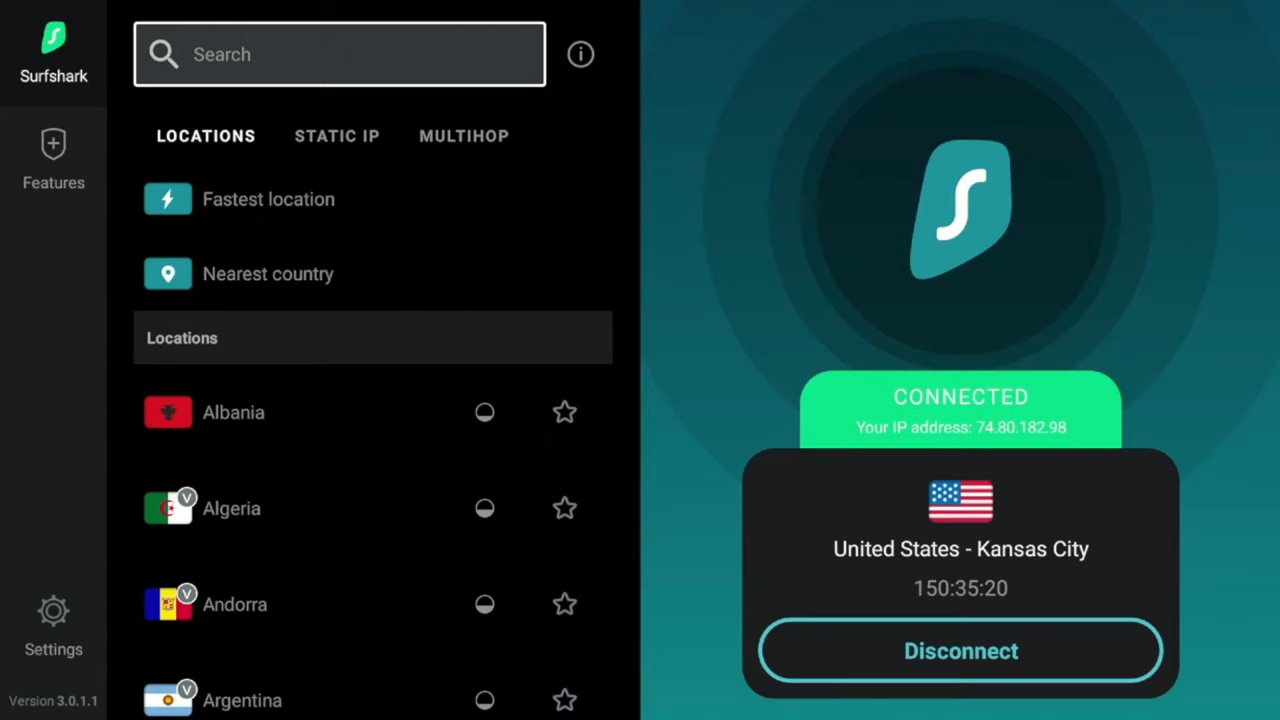 Surfshark
Features
Settings
Version 3.0.1.1
Search
LOCATIONS STATIC IP MULTIHOP
Fastest location
Nearest country
Locations
Albania
V
Algeria
V
Andorra
V
Argentina
CONNECTED
Your IP address: 74.80.182.98
United States - Kansas City
150:35:20
Disconnect